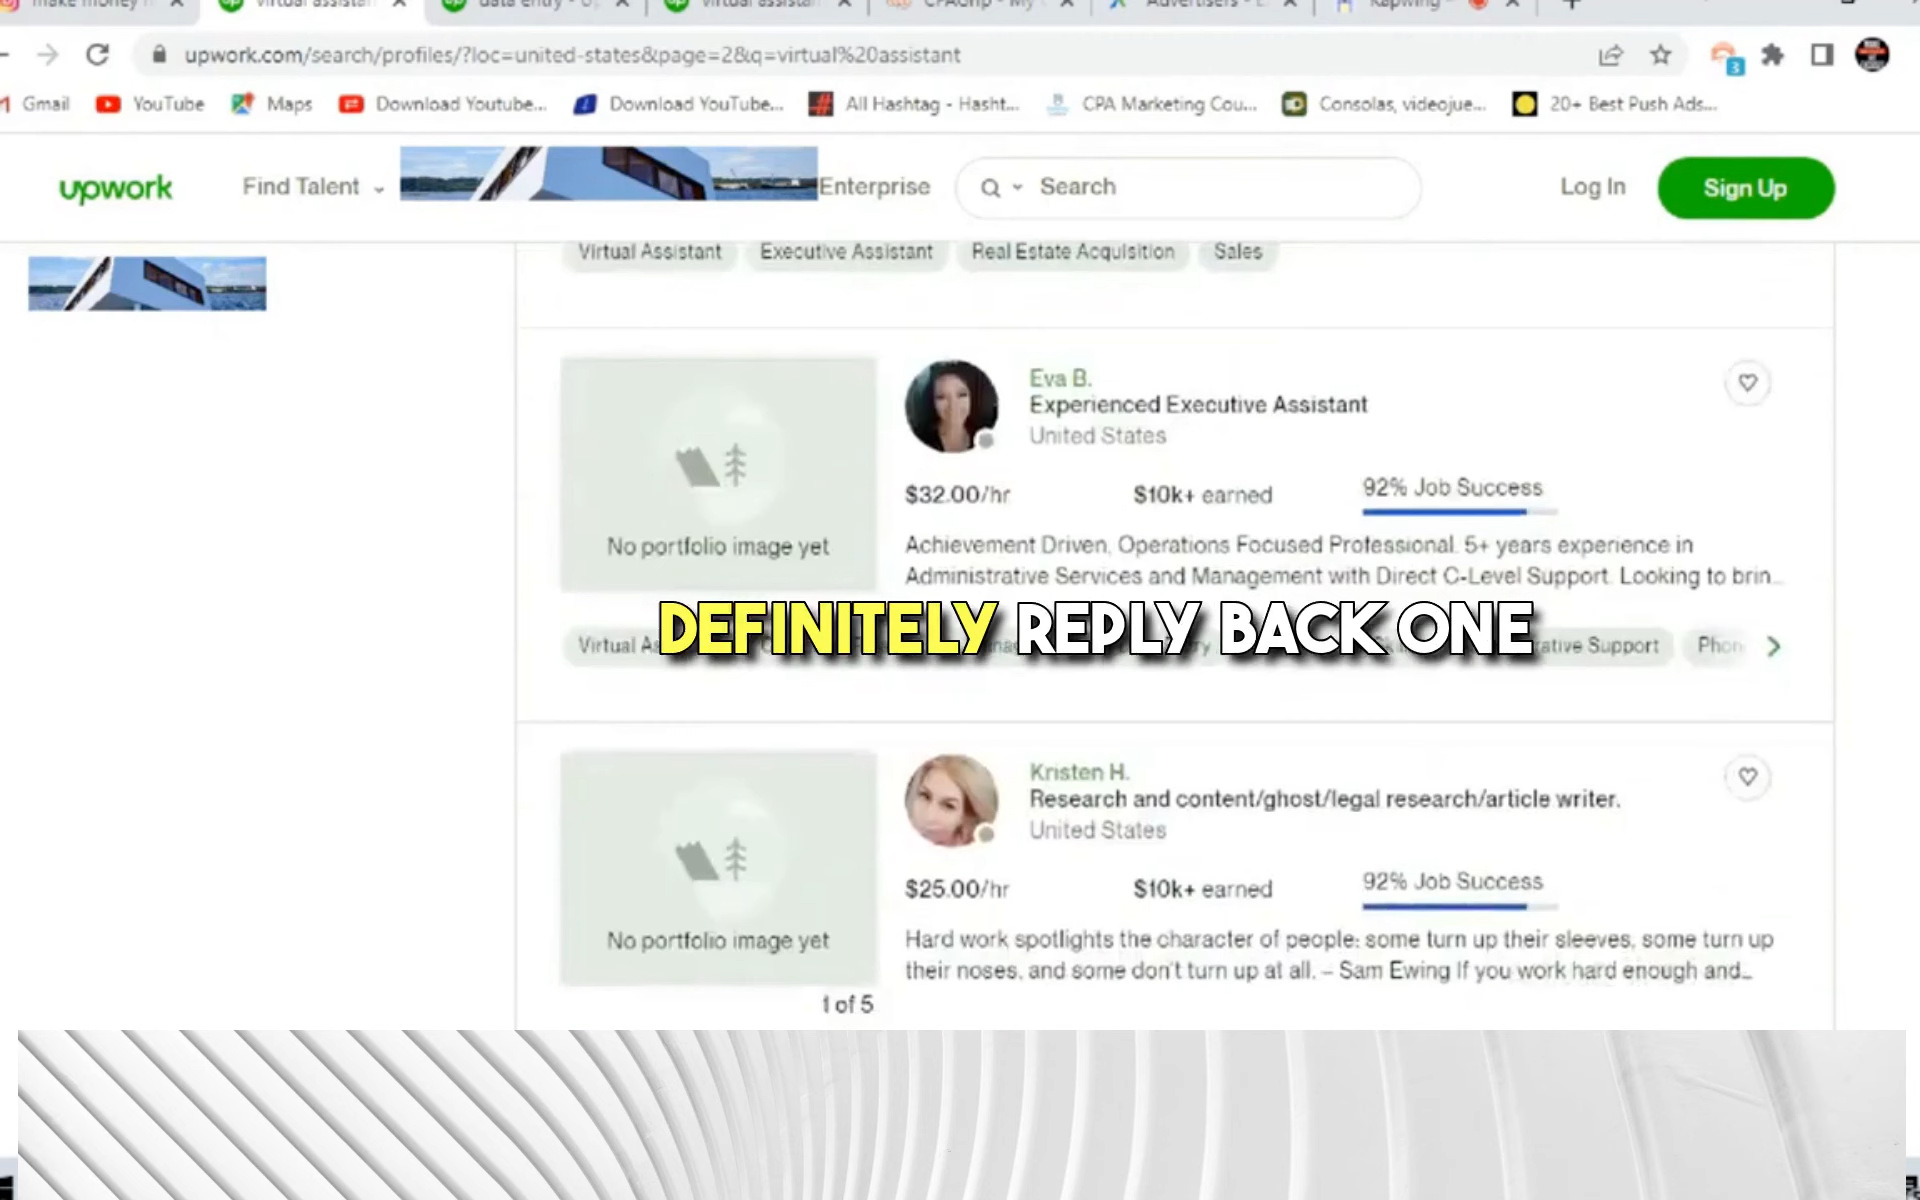 upwork.com/search/profiles/?loc=united-states&page=2&q=virtual%20assistant
Gmail YouTube Maps Download Youtube... Download YouTube... All Hashtag - Hasht... CPA Marketing Cou... Consolas, videojue... 20+ Best Push Ads...
upwork Find Talent Enterprise Search Log In Sign Up
Virtual Assistant Executive Assistant Real Estate Acquisition Sales
Eva B.
Experienced Executive Assistant
United States
$32.00/hr $10k+ earned 92% Job Success
No portfolio image yet
Achievement Driven, Operations Focused Professional. 5+ years experience in
Administrative Services and Management with Direct C-Level Support. Looking to brin...
DEFINITELY REPLY BACK ONE
Virtual Support Phon
Kristen H.
Research and content/ghost/legal research/article writer.
United States
$25.00/hr $10k+ earned 92% Job Success
No portfolio image yet
Hard work spotlights the character of people: some turn up their sleeves, some turn up
their noses, and some don't turn up at all. – Sam Ewing If you work hard enough and...
1 of 5